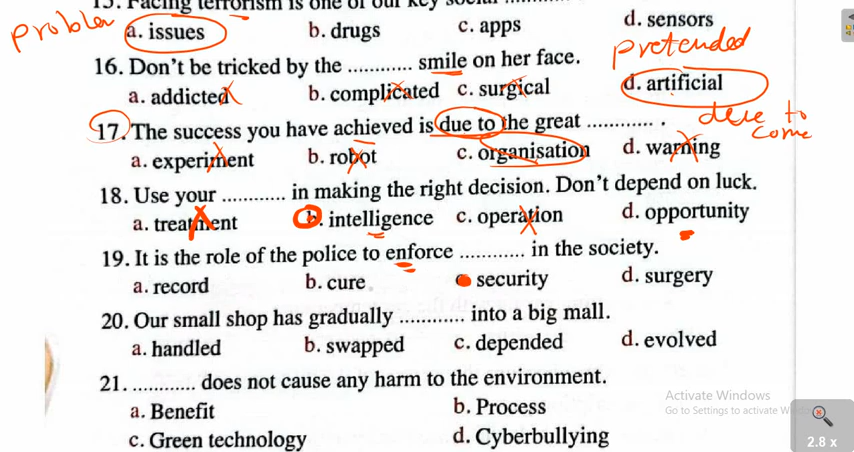 15. Facing terrorism is one of our key
a. issues b. drugs c. apps d. sensors
problem
16. Don't be tricked by the ............ smile on her face.
pretended
a. addicted b. complicated c. surgical d. artificial
17. The success you have achieved is due to the great ............ .
due to
come
a. experiment b. robot c. organisation d. warning
18. Use your ............ in making the right decision. Don't depend on luck.
a. treatment b. intelligence c. operation d. opportunity
19. It is the role of the police to enforce ............ in the society.
a. record b. cure c security d. surgery
20. Our small shop has gradually ............ into a big mall.
a. handled b. swapped c. depended d. evolved
21. ............ does not cause any harm to the environment.
a. Benefit b. Process
c. Green technology d. Cyberbullying
Activate Windows
Go to Settings to activate
2.8 x